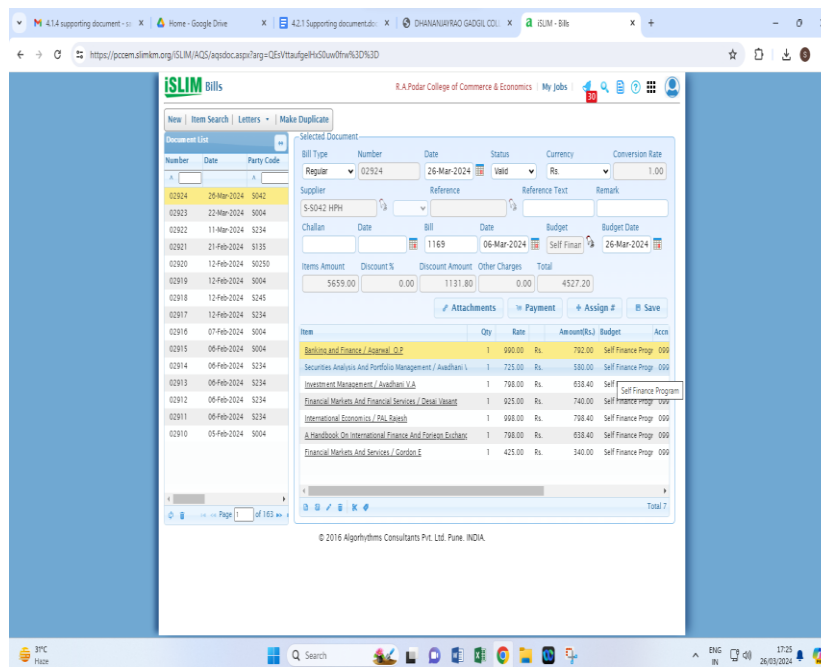 4.1.4 supporting document - s
Home - Google Drive
4.2.1 Supporting document.do
DHANANJAYRAO GADGIL COL
iSLIM - Bills
https://pccem.slimkm.org/iSLIM/AQS/aqsdoc.aspx?arg=
iSLIM Bills
R.A.Podar College of Commerce & Economics
My Jobs
30
New | Item Search | Letters | Make Duplicate
Document List
Number Date Party Code
02924 26-Mar-2024 S042
02923 22-Mar-2024 S004
02922 11-Mar-2024 S234
02921 21-Feb-2024 S135
02920 12-Feb-2024 S0250
02919 12-Feb-2024 S004
02918 12-Feb-2024 S245
02917 12-Feb-2024 S234
02916 07-Feb-2024 S004
02915 06-Feb-2024 S004
02914 06-Feb-2024 S234
02913 06-Feb-2024 S234
02912 06-Feb-2024 S234
02911 06-Feb-2024 S234
02910 05-Feb-2024 S004
Page 1 of 163
Selected Document
Bill Type Number Date Status Currency Conversion Rate
Regular 02924 26-Mar-2024 Valid Rs. 1.00
Supplier Reference Reference Text Remark
S-S042 HPH
Challan Date Bill Date Budget Budget Date
1169 06-Mar-2024 Self Finan 26-Mar-2024
Items Amount Discount % Discount Amount Other Charges Total
5659.00 0.00 1131.80 0.00 4527.20
Attachments Payment Assign # Save
Item Qty Rate Amount(Rs.) Budget Accn
Banking and Finance / Agarwal O.P 1 990.00 Rs. 792.00 Self Finance Progr 099
Securities Analysis And Portfolio Management / Avadhani \ 1 725.00 Rs. 580.00 Self Finance Progr 099
Investment Management / Avadhani V.A 1 798.00 Rs. 638.40 Self
Self Finance Program
Financial Markets And Financial Services / Desai Vasant 1 925.00 Rs. 740.00 Self Finance Progr 099
International Economics / PAL Rajesh 1 998.00 Rs. 798.40 Self Finance Progr 099
A Handbook On International Finance And Foriegn Exchang 1 798.00 Rs. 638.40 Self Finance Progr 099
Financial Markets And Services / Gordon E 1 425.00 Rs. 340.00 Self Finance Progr 099
Total 7
© 2016 Algorhythms Consultants Pvt. Ltd. Pune. INDIA.
31°C
Haze
Search
ENG
IN
17:25
26/03/2024